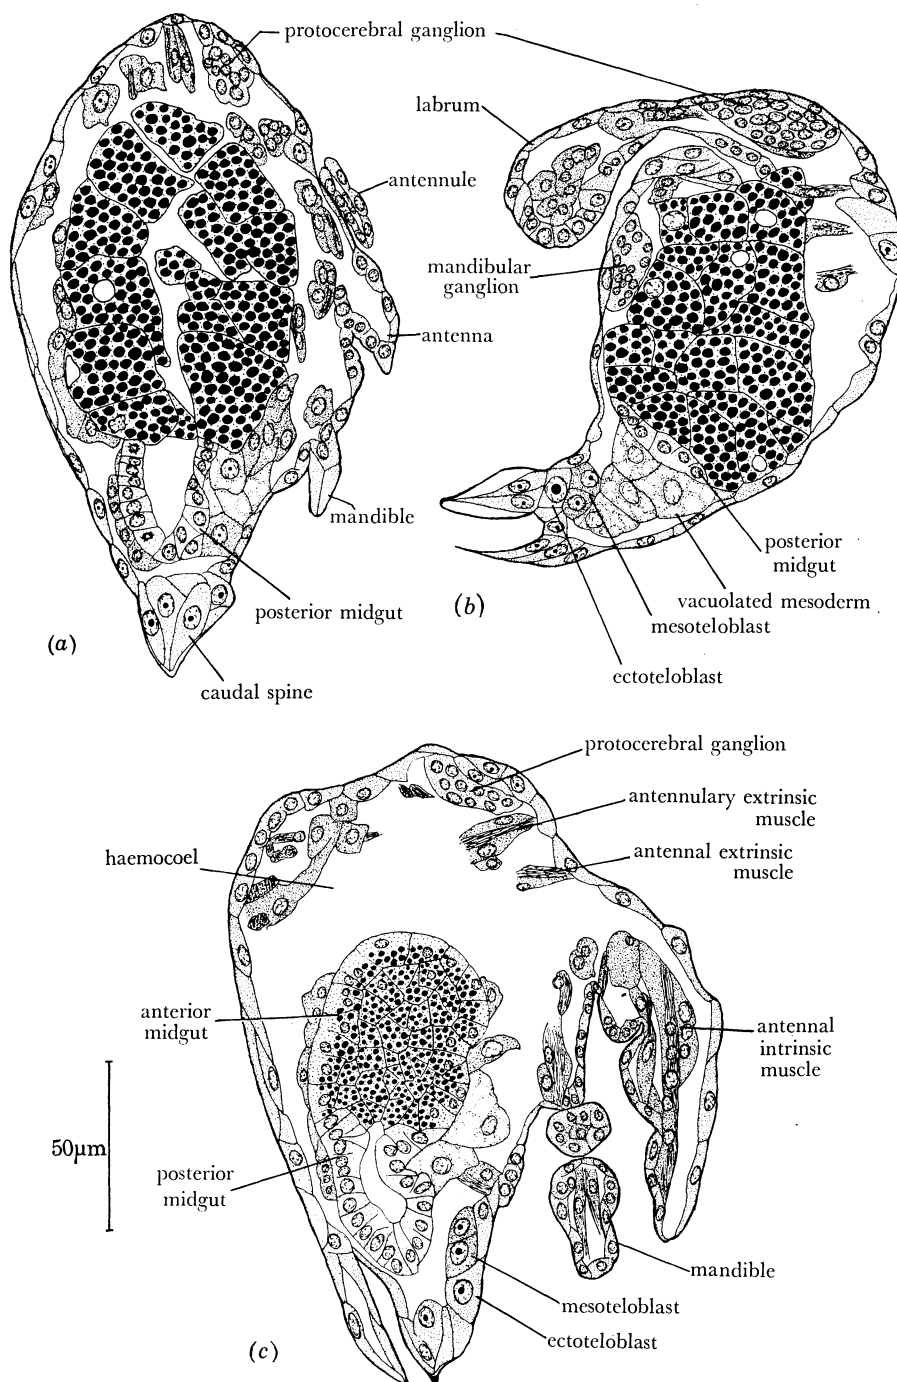 protocerebral ganglion
labrum
antennule
mandibular
ganglion
antenna
mandible
posterior
midgut
posterior midgut
(b)
vacuolated mesoderm
mesoteloblast
(a)
ectoteloblast
caudal spine
protocerebral ganglion
antennulary extrinsic
muscle
haemocoel
antennal extrinsic
muscle
anterior
midgut
antennal
intrinsic
muscle
50μm
posterior
midgut
mandible
mesoteloblast
ectoteloblast
(c)